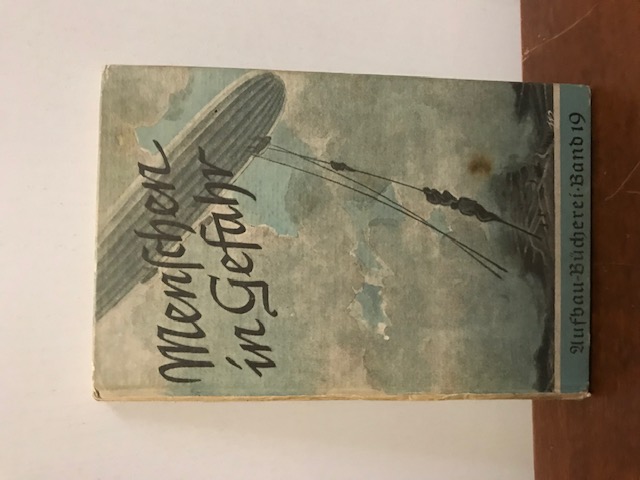 Menſchen
in Gefahr
Aufbau-Bücherei·Band 19